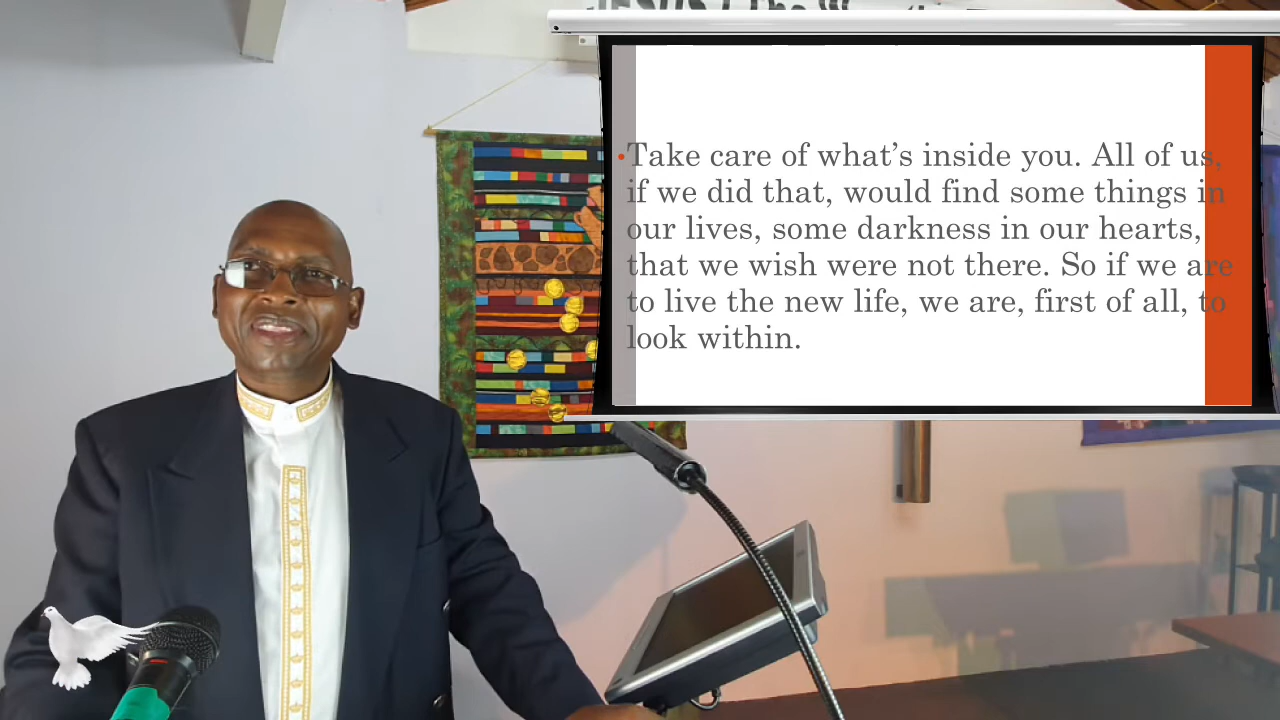 JESUS
•Take care of what’s inside you. All of us,
if we did that, would find some things in
our lives, some darkness in our hearts,
that we wish were not there. So if we are
to live the new life, we are, first of all, to
look within.